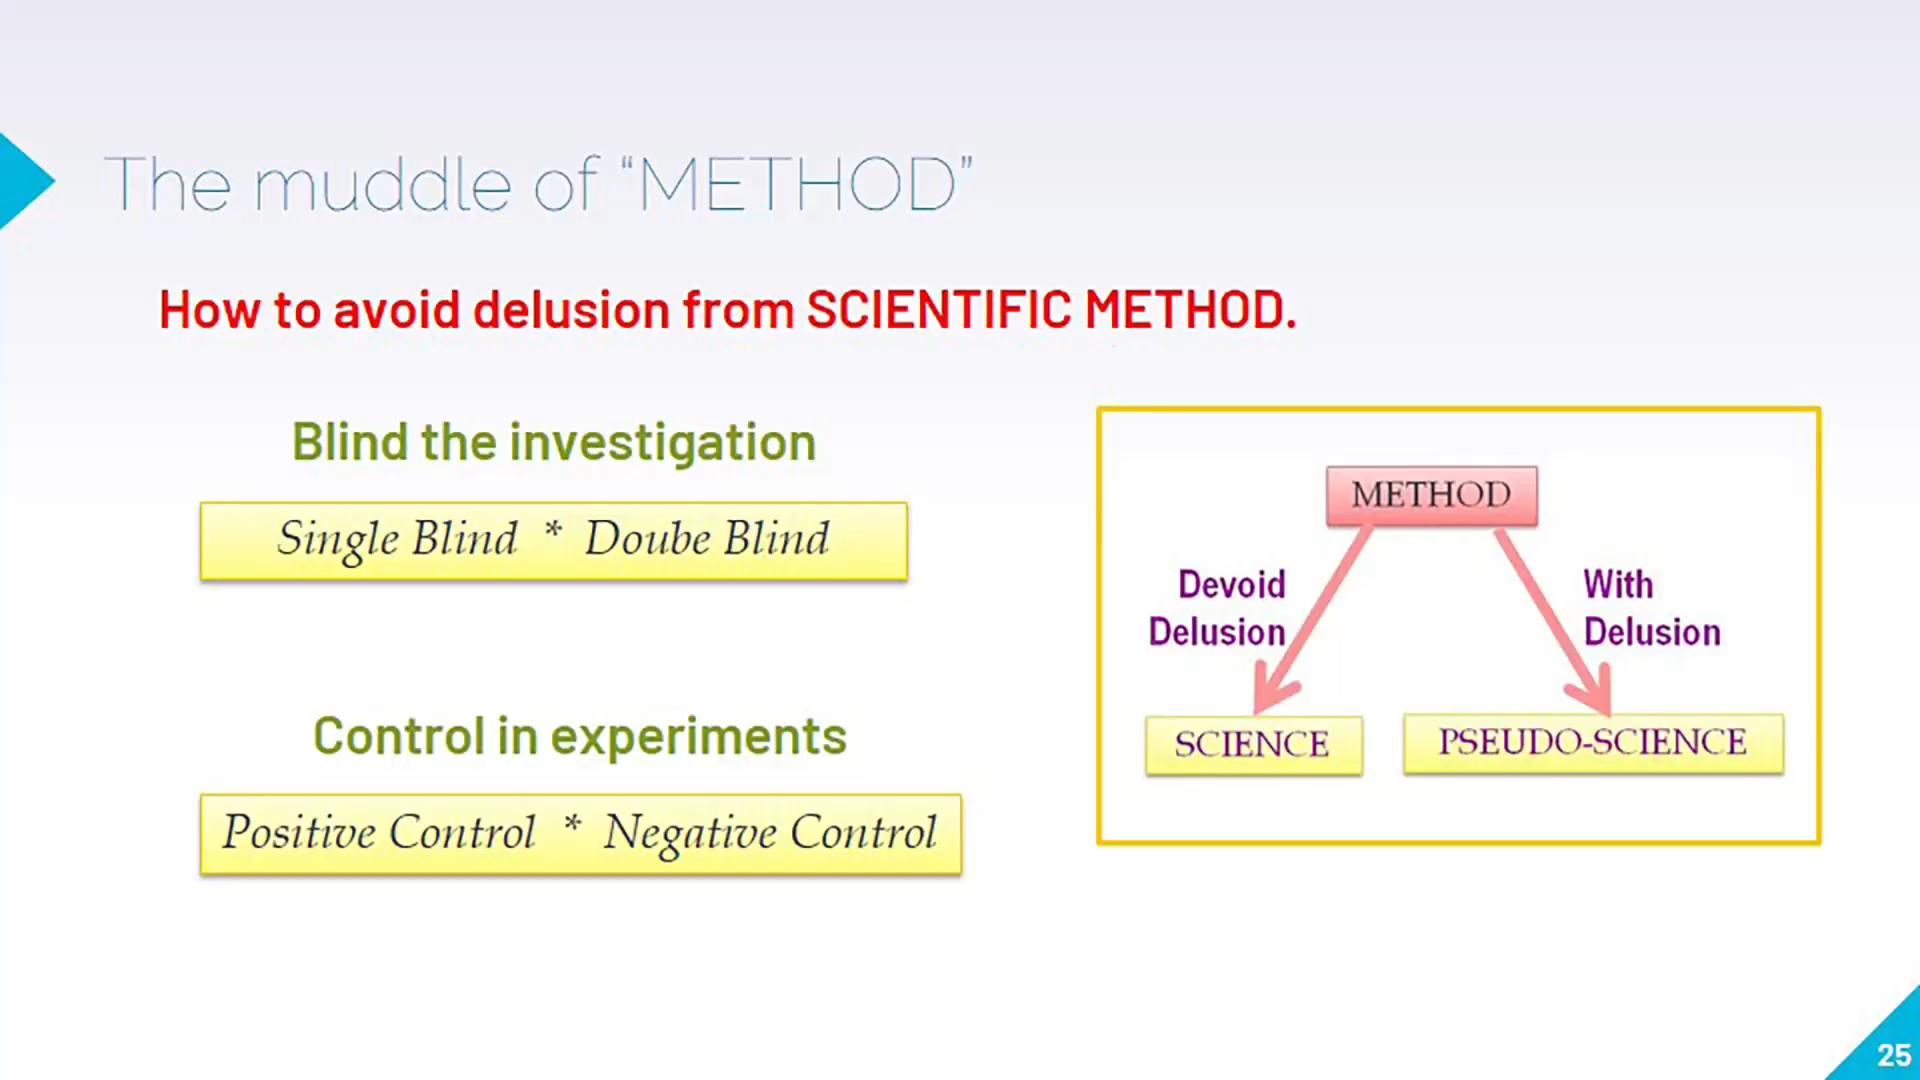 The muddle of “METHOD”
How to avoid delusion from SCIENTIFIC METHOD.
Blind the investigation
Single Blind * Doube Blind
Control in experiments
Positive Control * Negative Control
METHOD
Devoid
Delusion
With
Delusion
SCIENCE
PSEUDO-SCIENCE
25